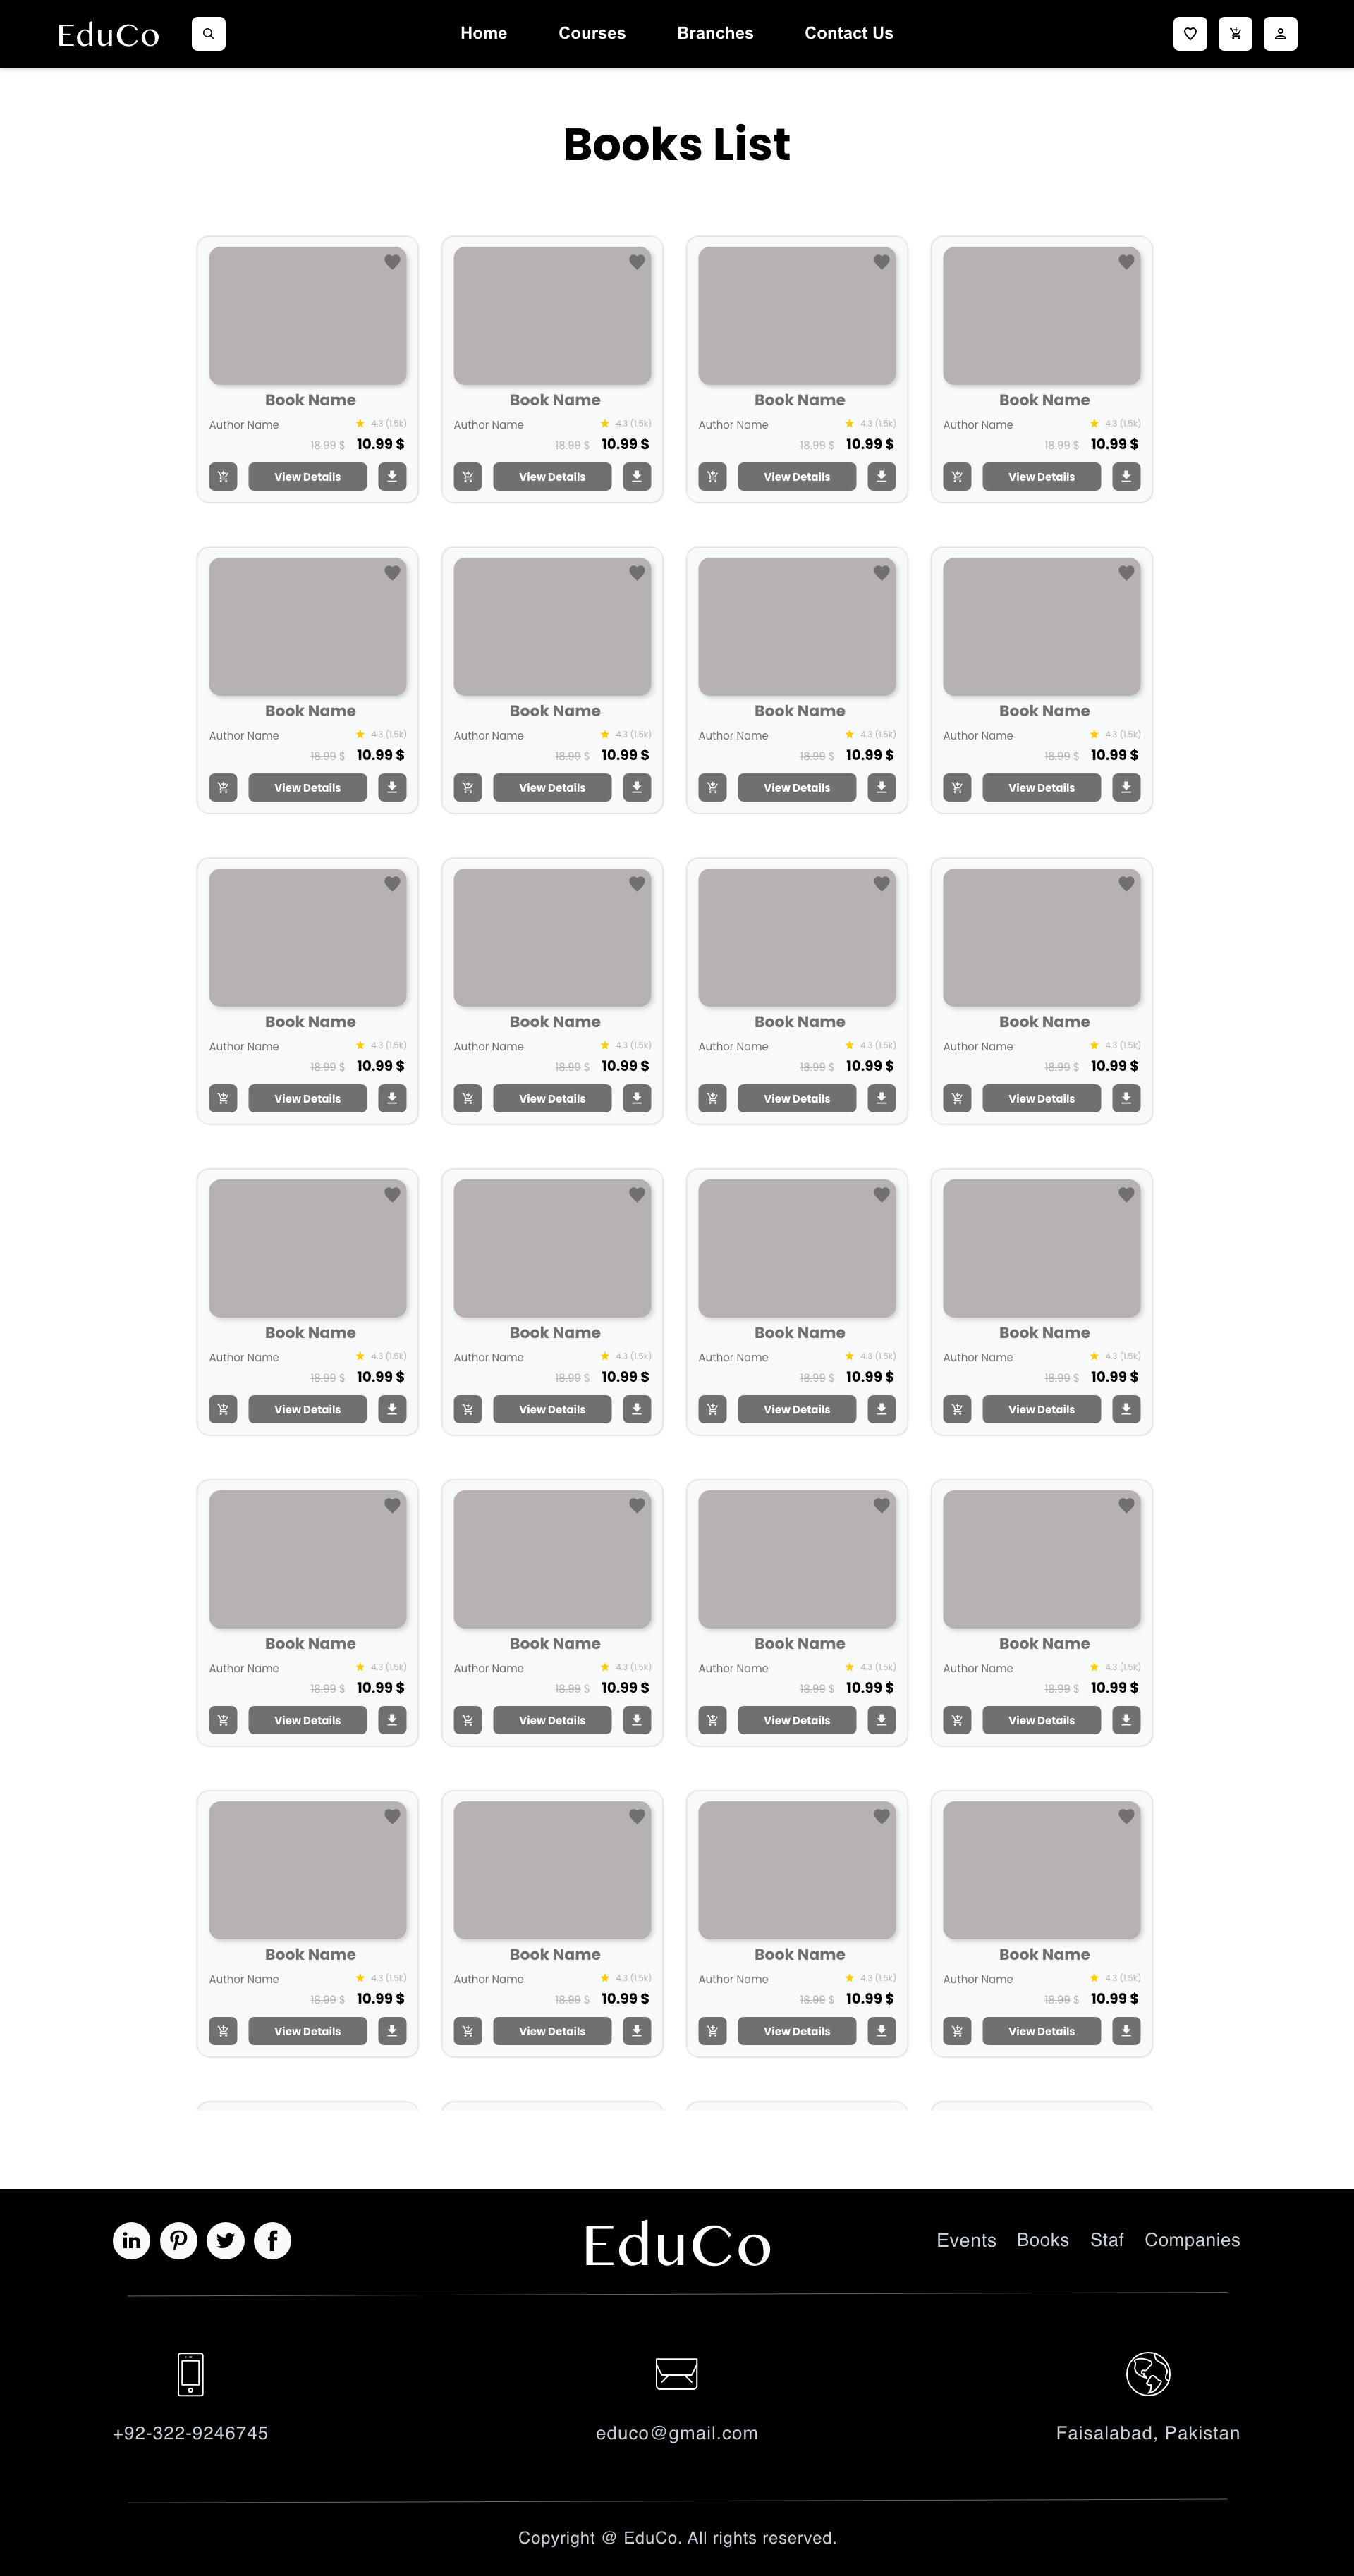 EduCo Home Courses Branches Contact Us
Books List
Book Name Book Name Book Name Book Name
Author Name 4.3 (1.5k) Author Name 4.3 (1.5k) Author Name 4.3 (1.5k) Author Name 4.3 (1.5k)
18.99 $ 10.99 $ 18.99 $ 10.99 $ 18.99 $ 10.99 $ 18.99 $ 10.99 $
View Details View Details View Details View Details
Book Name Book Name Book Name Book Name
Author Name 4.3 (1.5k) Author Name 4.3 (1.5k) Author Name 4.3 (1.5k) Author Name 4.3 (1.5k)
18.99 $ 10.99 $ 18.99 $ 10.99 $ 18.99 $ 10.99 $ 18.99 $ 10.99 $
View Details View Details View Details View Details
Book Name Book Name Book Name Book Name
Author Name 4.3 (1.5k) Author Name 4.3 (1.5k) Author Name 4.3 (1.5k) Author Name 4.3 (1.5k)
18.99 $ 10.99 $ 18.99 $ 10.99 $ 18.99 $ 10.99 $ 18.99 $ 10.99 $
View Details View Details View Details View Details
Book Name Book Name Book Name Book Name
Author Name 4.3 (1.5k) Author Name 4.3 (1.5k) Author Name 4.3 (1.5k) Author Name 4.3 (1.5k)
18.99 $ 10.99 $ 18.99 $ 10.99 $ 18.99 $ 10.99 $ 18.99 $ 10.99 $
View Details View Details View Details View Details
Book Name Book Name Book Name Book Name
Author Name 4.3 (1.5k) Author Name 4.3 (1.5k) Author Name 4.3 (1.5k) Author Name 4.3 (1.5k)
18.99 $ 10.99 $ 18.99 $ 10.99 $ 18.99 $ 10.99 $ 18.99 $ 10.99 $
View Details View Details View Details View Details
Book Name Book Name Book Name Book Name
Author Name 4.3 (1.5k) Author Name 4.3 (1.5k) Author Name 4.3 (1.5k) Author Name 4.3 (1.5k)
18.99 $ 10.99 $ 18.99 $ 10.99 $ 18.99 $ 10.99 $ 18.99 $ 10.99 $
View Details View Details View Details View Details
in EduCo Events Books Staf Companies
+92-322-9246745 educo@gmail.com Faisalabad, Pakistan
Copyright @ EduCo. All rights reserved.